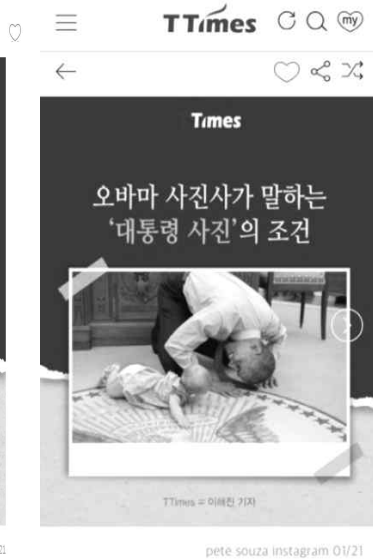 TTimes
my
Times
오바마 사진사가 말하는
‘대통령 사진’의 조건
TTimes = 이해진 기자
pete souza instagram 01/21